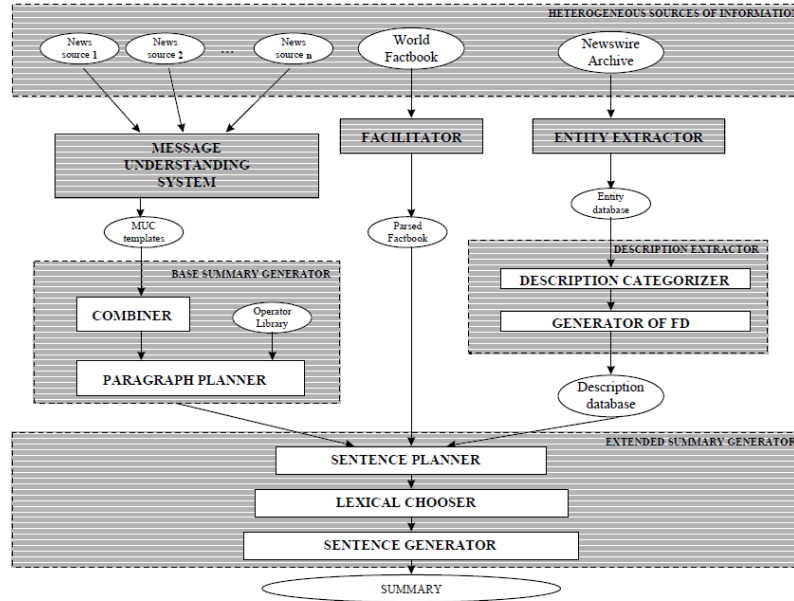 HETEROGENEOUS SOURCES OF INFORMATION
News
source 1
News
source 2
...
News
source n
World
Factbook
Newswire
Archive
MESSAGE
UNDERSTANDING
SYSTEM
FACILITATOR
ENTITY EXTRACTOR
MUC
templates
Parsed
Factbook
Entity
database
BASE SUMMARY GENERATOR
COMBINER
Operator
Library
PARAGRAPH PLANNER
DESCRIPTION EXTRACTOR
DESCRIPTION CATEGORIZER
GENERATOR OF FD
Description
database
EXTENDED SUMMARY GENERATOR
SENTENCE PLANNER
LEXICAL CHOOSER
SENTENCE GENERATOR
SUMMARY